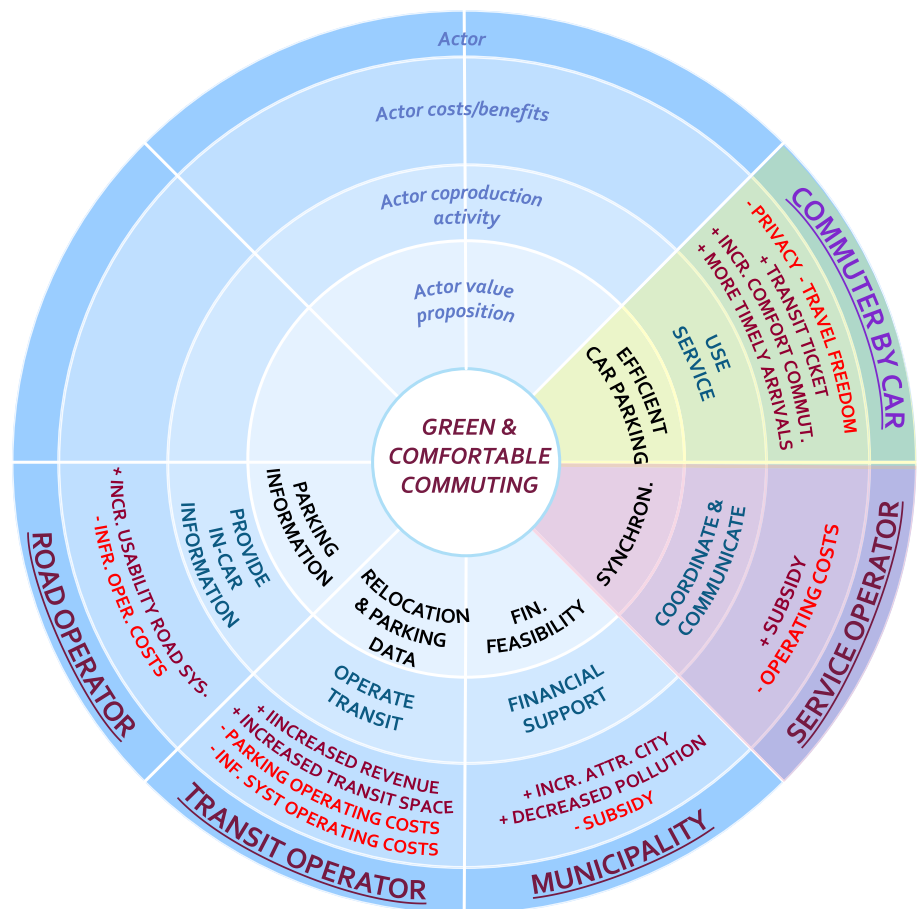 Actor
Actor costs/benefits
Actor coproduction
activity
Actor value
proposition
GREEN &
COMFORTABLE
COMMUTING
COMMUTER BY CAR
- PRIVACY - TRAVEL FREEDOM
+ TRANSIT TICKET
+ INCR. COMFORT COMMUT.
+ MORE TIMELY ARRIVALS
USE
SERVICE
EFFICIENT
CAR PARKING
SERVICE OPERATOR
+ SUBSIDY
- OPERATING COSTS
COORDINATE &
COMMUNICATE
SYNCHRON.
MUNICIPALITY
+ INCR. ATTR. CITY
+ DECREASED POLLUTION
- SUBSIDY
FINANCIAL
SUPPORT
FIN.
FEASIBILITY
TRANSIT OPERATOR
+ IINCREASED REVENUE
+ INCREASED TRANSIT SPACE
- PARKING OPERATING COSTS
- INF. SYST OPERATING COSTS
OPERATE
TRANSIT
RELOCATION
& PARKING
DATA
ROAD OPERATOR
+ INCR. USABILITY ROAD SYS.
- INFR. OPER. COSTS
PROVIDE
IN-CAR
INFORMATION
PARKING
INFORMATION